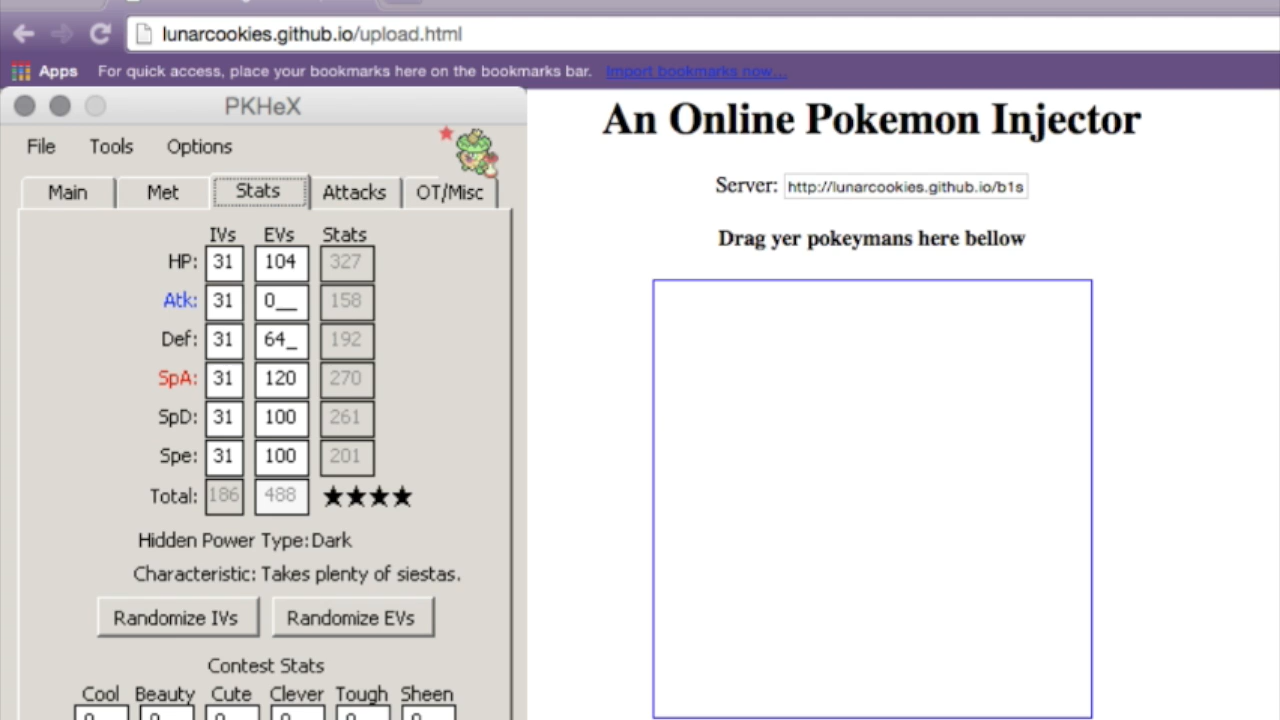 lunarcookies.github.io/upload.html
Apps For quick access, place your bookmarks here on the bookmarks bar. Import bookmarks now...
PKHeX
File Tools Options
Main Met Stats Attacks OT/Misc
IVs EVs Stats
HP: 31 104 327
Atk: 31 0__ 158
Def: 31 64_ 192
SpA: 31 120 270
SpD: 31 100 261
Spe: 31 100 201
Total: 186 488 ★★★★
Hidden Power Type: Dark
Characteristic: Takes plenty of siestas.
Randomize IVs Randomize EVs
Contest Stats
Cool Beauty Cute Clever Tough Sheen
An Online Pokemon Injector
Server: http://lunarcookies.github.io/b1s
Drag yer pokeymans here bellow